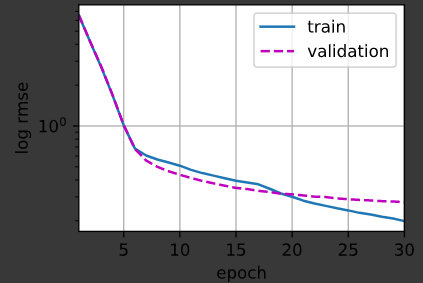 train
validation
10⁰
log rmse
5 10 15 20 25 30
epoch